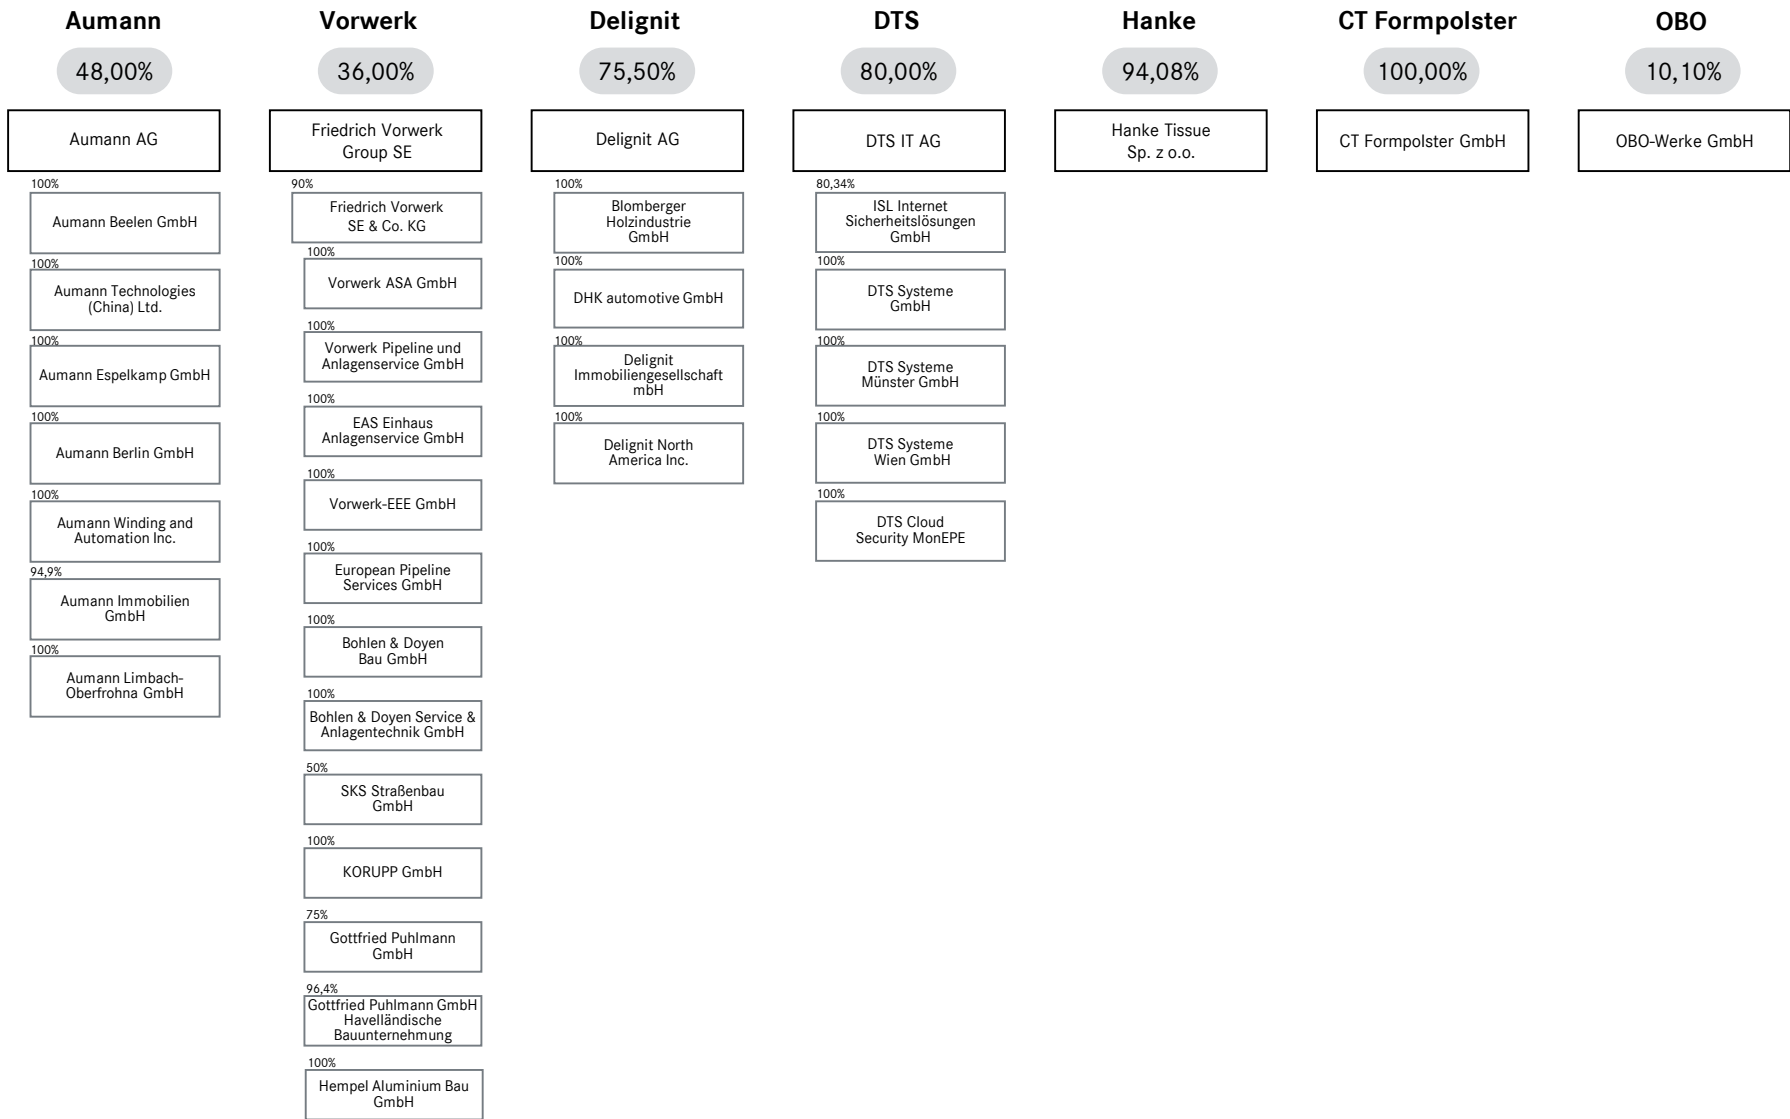 Aumann
48,00%
Aumann AG
100%
Aumann Beelen GmbH
100%
Aumann Technologies
(China) Ltd.
100%
Aumann Espelkamp GmbH
100%
Aumann Berlin GmbH
100%
Aumann Winding and
Automation Inc.
94,9%
Aumann Immobilien
GmbH
100%
Aumann Limbach-
Oberfrohna GmbH
Vorwerk
36,00%
Friedrich Vorwerk
Group SE
90%
Friedrich Vorwerk
SE & Co. KG
100%
Vorwerk ASA GmbH
100%
Vorwerk Pipeline und
Anlagenservice GmbH
100%
EAS Einhaus
Anlagenservice GmbH
100%
Vorwerk-EEE GmbH
100%
European Pipeline
Services GmbH
100%
Bohlen & Doyen
Bau GmbH
100%
Bohlen & Doyen Service &
Anlagentechnik GmbH
50%
SKS Straßenbau
GmbH
100%
KORUPP GmbH
75%
Gottfried Puhlmann
GmbH
96,4%
Gottfried Puhlmann GmbH
Havelländische
Bauunternehmung
100%
Hempel Aluminium Bau
GmbH
Delignit
75,50%
Delignit AG
100%
Blomberger
Holzindustrie
GmbH
100%
DHK automotive GmbH
100%
Delignit
Immobiliengesellschaft
mbH
100%
Delignit North
America Inc.
DTS
80,00%
DTS IT AG
80,34%
ISL Internet
Sicherheitslösungen
GmbH
100%
DTS Systeme
GmbH
100%
DTS Systeme
Münster GmbH
100%
DTS Systeme
Wien GmbH
100%
DTS Cloud
Security MonEPE
Hanke
94,08%
Hanke Tissue
Sp. z o.o.
CT Formpolster
100,00%
CT Formpolster GmbH
OBO
10,10%
OBO-Werke GmbH